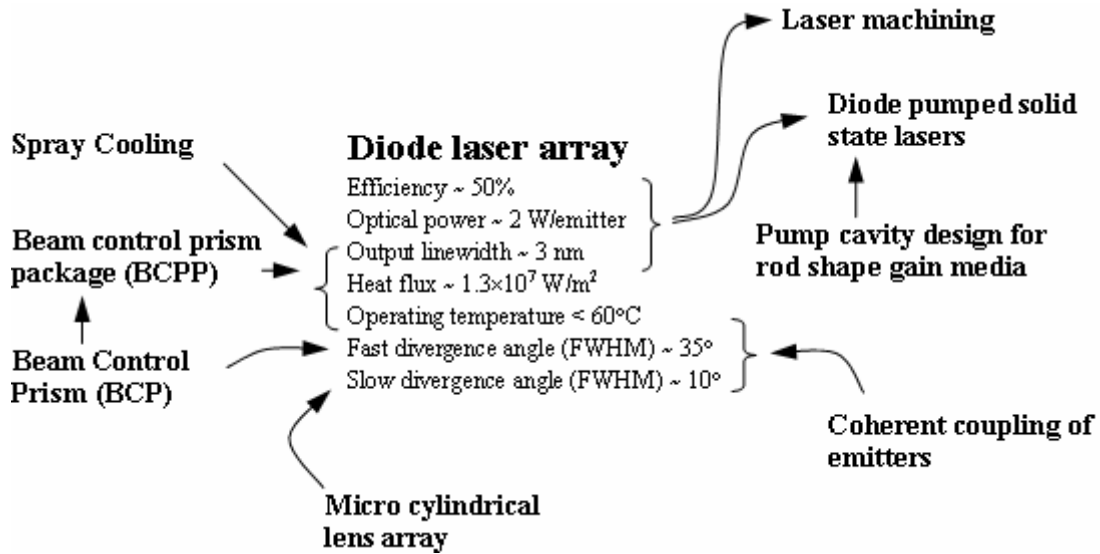 Laser machining
Diode pumped solid
state lasers
Spray Cooling
Diode laser array
Efficiency ~ 50%
Optical power ~ 2 W/emitter
Output linewidth ~ 3 nm
Heat flux ~ 1.3×10⁷ W/m²
Operating temperature < 60°C
Fast divergence angle (FWHM) ~ 35°
Slow divergence angle (FWHM) ~ 10°
Beam control prism
package (BCPP)
Pump cavity design for
rod shape gain media
Beam Control
Prism (BCP)
Coherent coupling of
emitters
Micro cylindrical
lens array